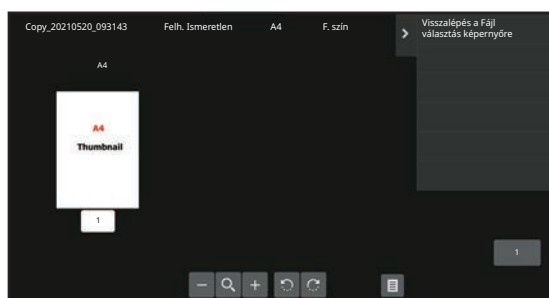 Copy_20210520_093143 Felh. Ismeretlen A4 F. szín
Visszalépés a Fájl
választás képernyőre
A4
A4
Thumbnail
1
1